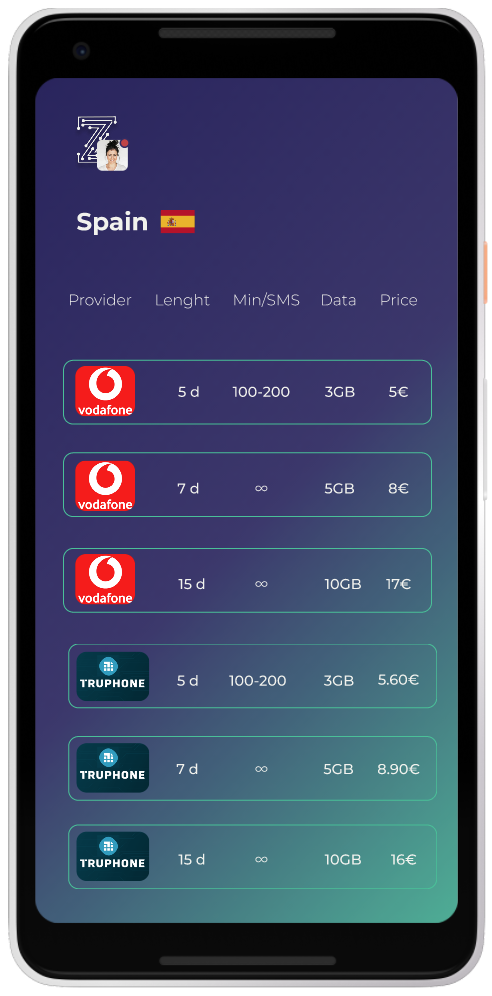 Spain
Provider Lenght Min/SMS Data Price
vodafone 5 d 100-200 3GB 5€
vodafone 7 d ∞ 5GB 8€
vodafone 15 d ∞ 10GB 17€
TRUPHONE 5 d 100-200 3GB 5.60€
TRUPHONE 7 d ∞ 5GB 8.90€
TRUPHONE 15 d ∞ 10GB 16€